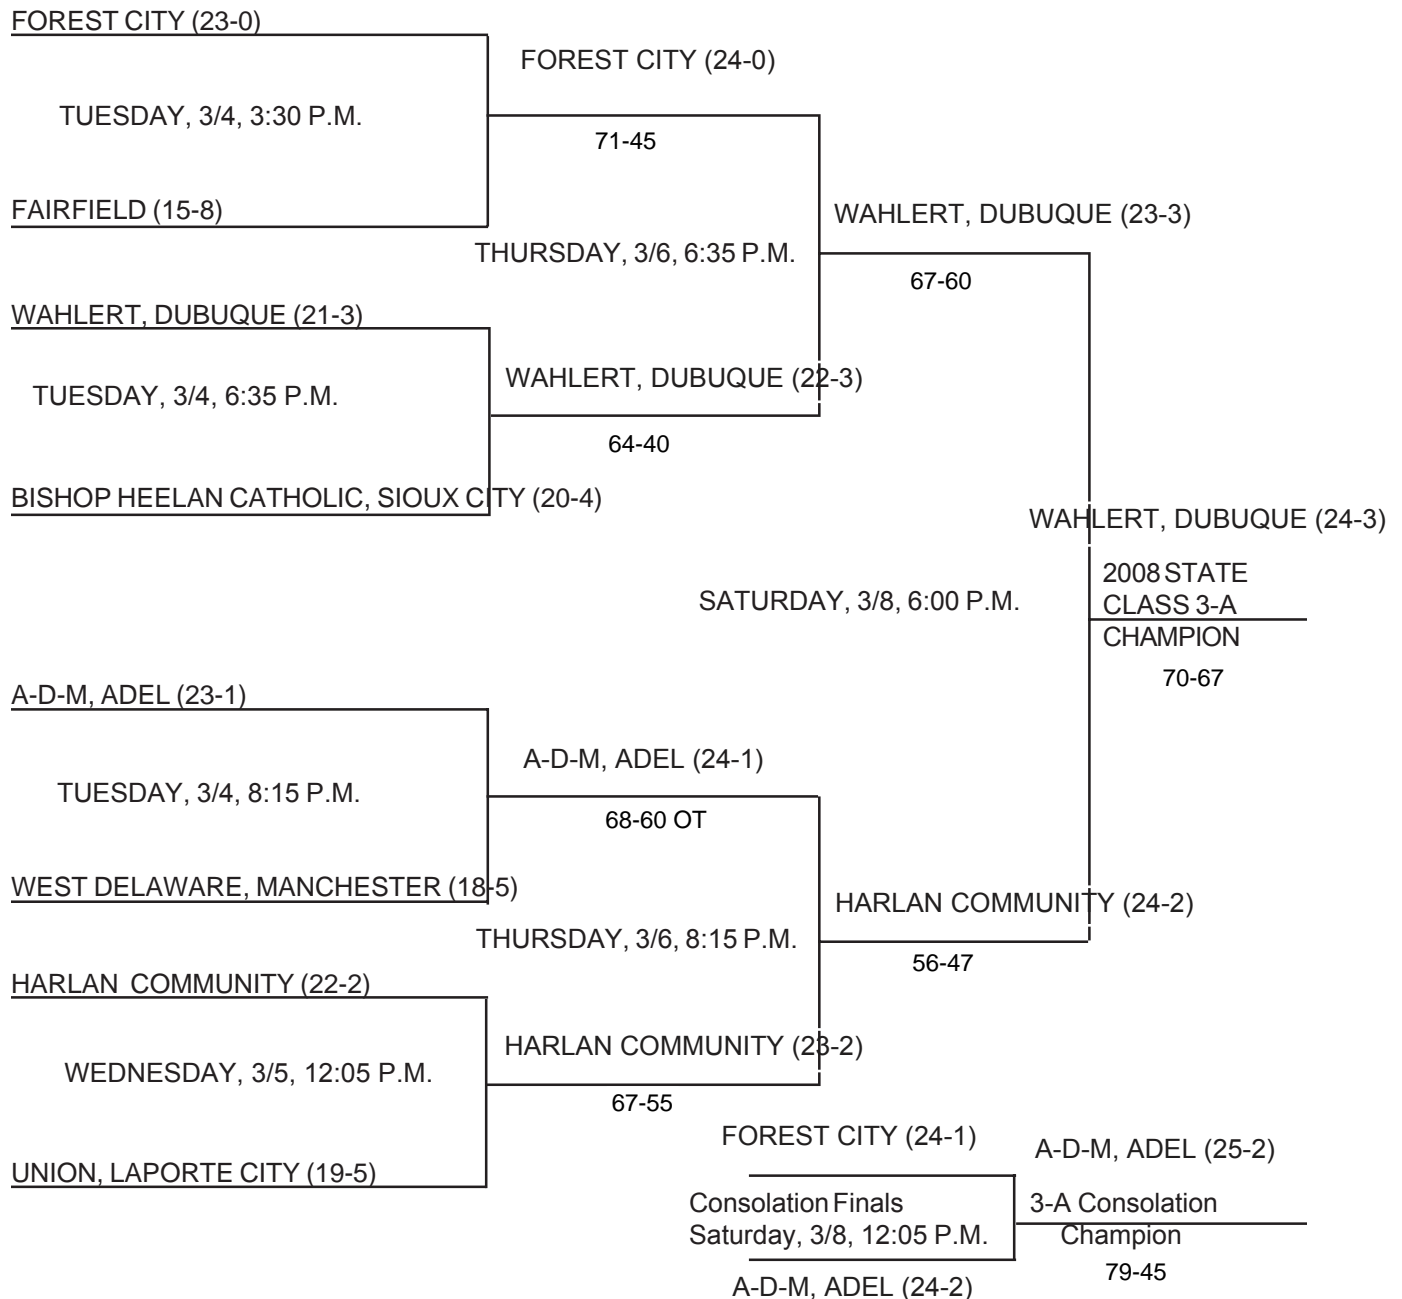 FOREST CITY (23-0)
FOREST CITY (24-0)
TUESDAY, 3/4, 3:30 P.M.
71-45
FAIRFIELD (15-8)
WAHLERT, DUBUQUE (23-3)
THURSDAY, 3/6, 6:35 P.M.
67-60
WAHLERT, DUBUQUE (21-3)
WAHLERT, DUBUQUE (22-3)
TUESDAY, 3/4, 6:35 P.M.
64-40
BISHOP HEELAN CATHOLIC, SIOUX CITY (20-4)
WAHLERT, DUBUQUE (24-3)
2008 STATE
CLASS 3-A
CHAMPION
SATURDAY, 3/8, 6:00 P.M.
70-67
A-D-M, ADEL (23-1)
A-D-M, ADEL (24-1)
TUESDAY, 3/4, 8:15 P.M.
68-60 OT
WEST DELAWARE, MANCHESTER (18-5)
HARLAN COMMUNITY (24-2)
THURSDAY, 3/6, 8:15 P.M.
56-47
HARLAN COMMUNITY (22-2)
HARLAN COMMUNITY (23-2)
WEDNESDAY, 3/5, 12:05 P.M.
67-55
UNION, LAPORTE CITY (19-5)
FOREST CITY (24-1)
A-D-M, ADEL (25-2)
Consolation Finals
Saturday, 3/8, 12:05 P.M.
3-A Consolation
Champion
79-45
A-D-M, ADEL (24-2)